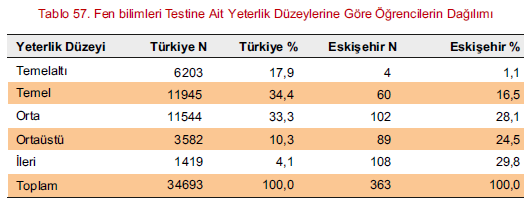 Tablo 57. Fen bilimleri Testine Ait Yeterlik Düzeylerine Göre Öğrencilerin Dağılımı
Yeterlik Düzeyi Türkiye N Türkiye % Eskişehir N Eskişehir %
Temelaltı 6203 17,9 4 1,1
Temel 11945 34,4 60 16,5
Orta 11544 33,3 102 28,1
Ortaüstü 3582 10,3 89 24,5
İleri 1419 4,1 108 29,8
Toplam 34693 100,0 363 100,0